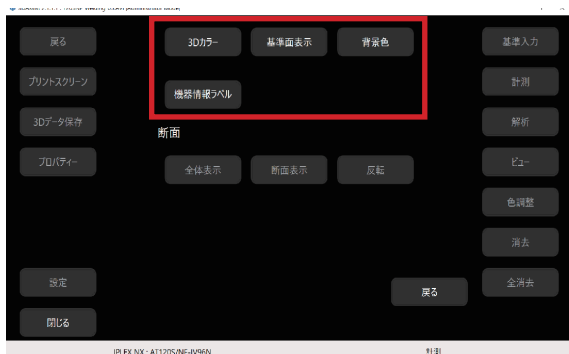 戻る
プリントスクリーン
3Dデータ保存
プロパティー
設定
閉じる
3Dカラー 基準面表示 背景色
機器情報ラベル
断面
全体表示 断面表示 反転
戻る
基準入力
計測
解析
ビュー
色調整
消去
全消去
IPLEX NX : AT120S/NF-IV96N 計測